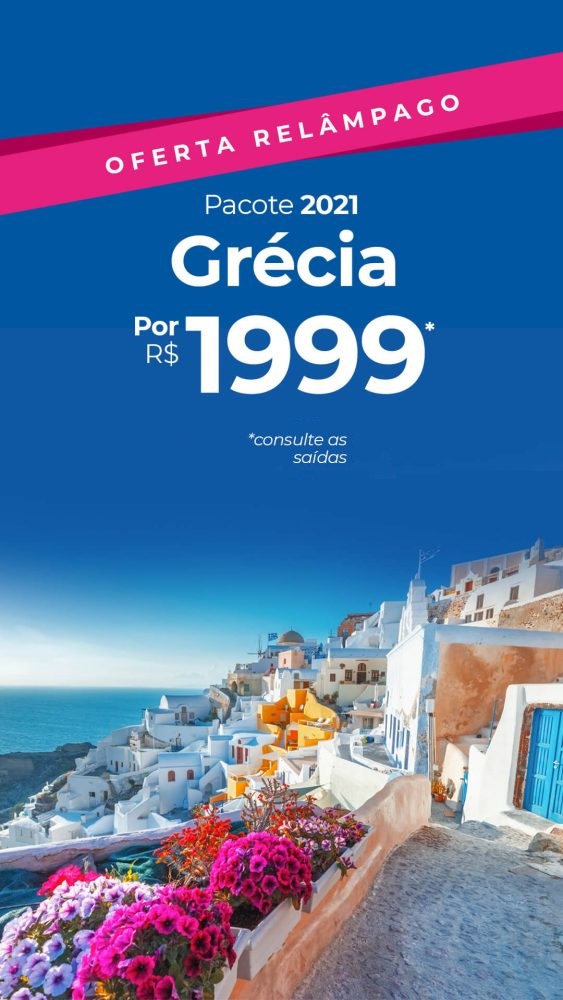 OFERTA RELÂMPAGO
Pacote 2021
Grécia
Por
R$ 1999*
*consulte as
saídas